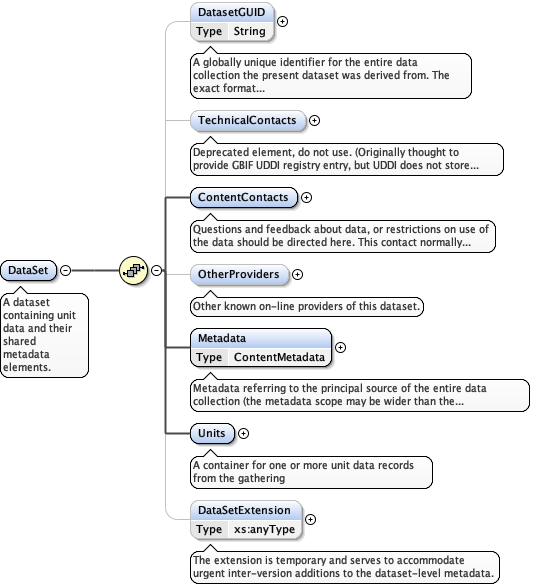 DatasetGUID
Type String
A globally unique identifier for the entire data
collection the present dataset was derived from. The
exact format...
TechnicalContacts
Deprecated element, do not use. (Originally thought to
provide GBIF UDDI registry entry, but UDDI does not store...
ContentContacts
Questions and feedback about data, or restrictions on use of
the data should be directed here. This contact normally...
DataSet
A dataset
containing unit
data and their
shared
metadata
elements.
OtherProviders
Other known on-line providers of this dataset.
Metadata
Type ContentMetadata
Metadata referring to the principal source of the entire data
collection (the metadata scope may be wider than the...
Units
A container for one or more unit data records
from the gathering
DataSetExtension
Type xs:anyType
The extension is temporary and serves to accommodate
urgent inter-version additions to the dataset-level metadata.